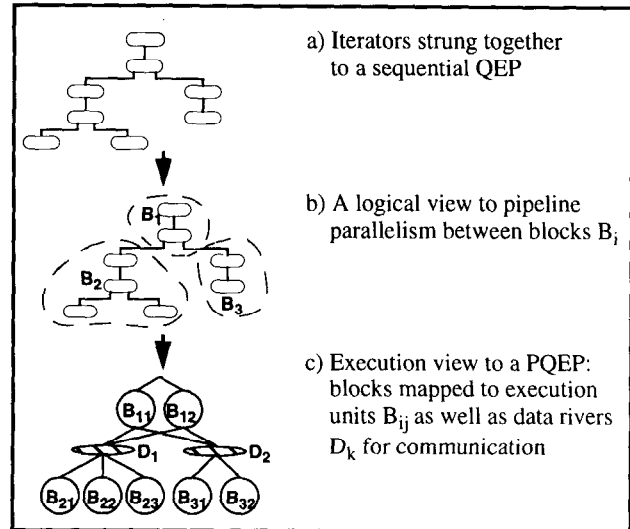 a) Iterators strung together
to a sequential QEP
B1
B2
B3
b) A logical view to pipeline
parallelism between blocks Bi
c) Execution view to a PQEP:
blocks mapped to execution
units Bij as well as data rivers
Dk for communication
B11 B12
D1 D2
B21 B22 B23 B31 B32